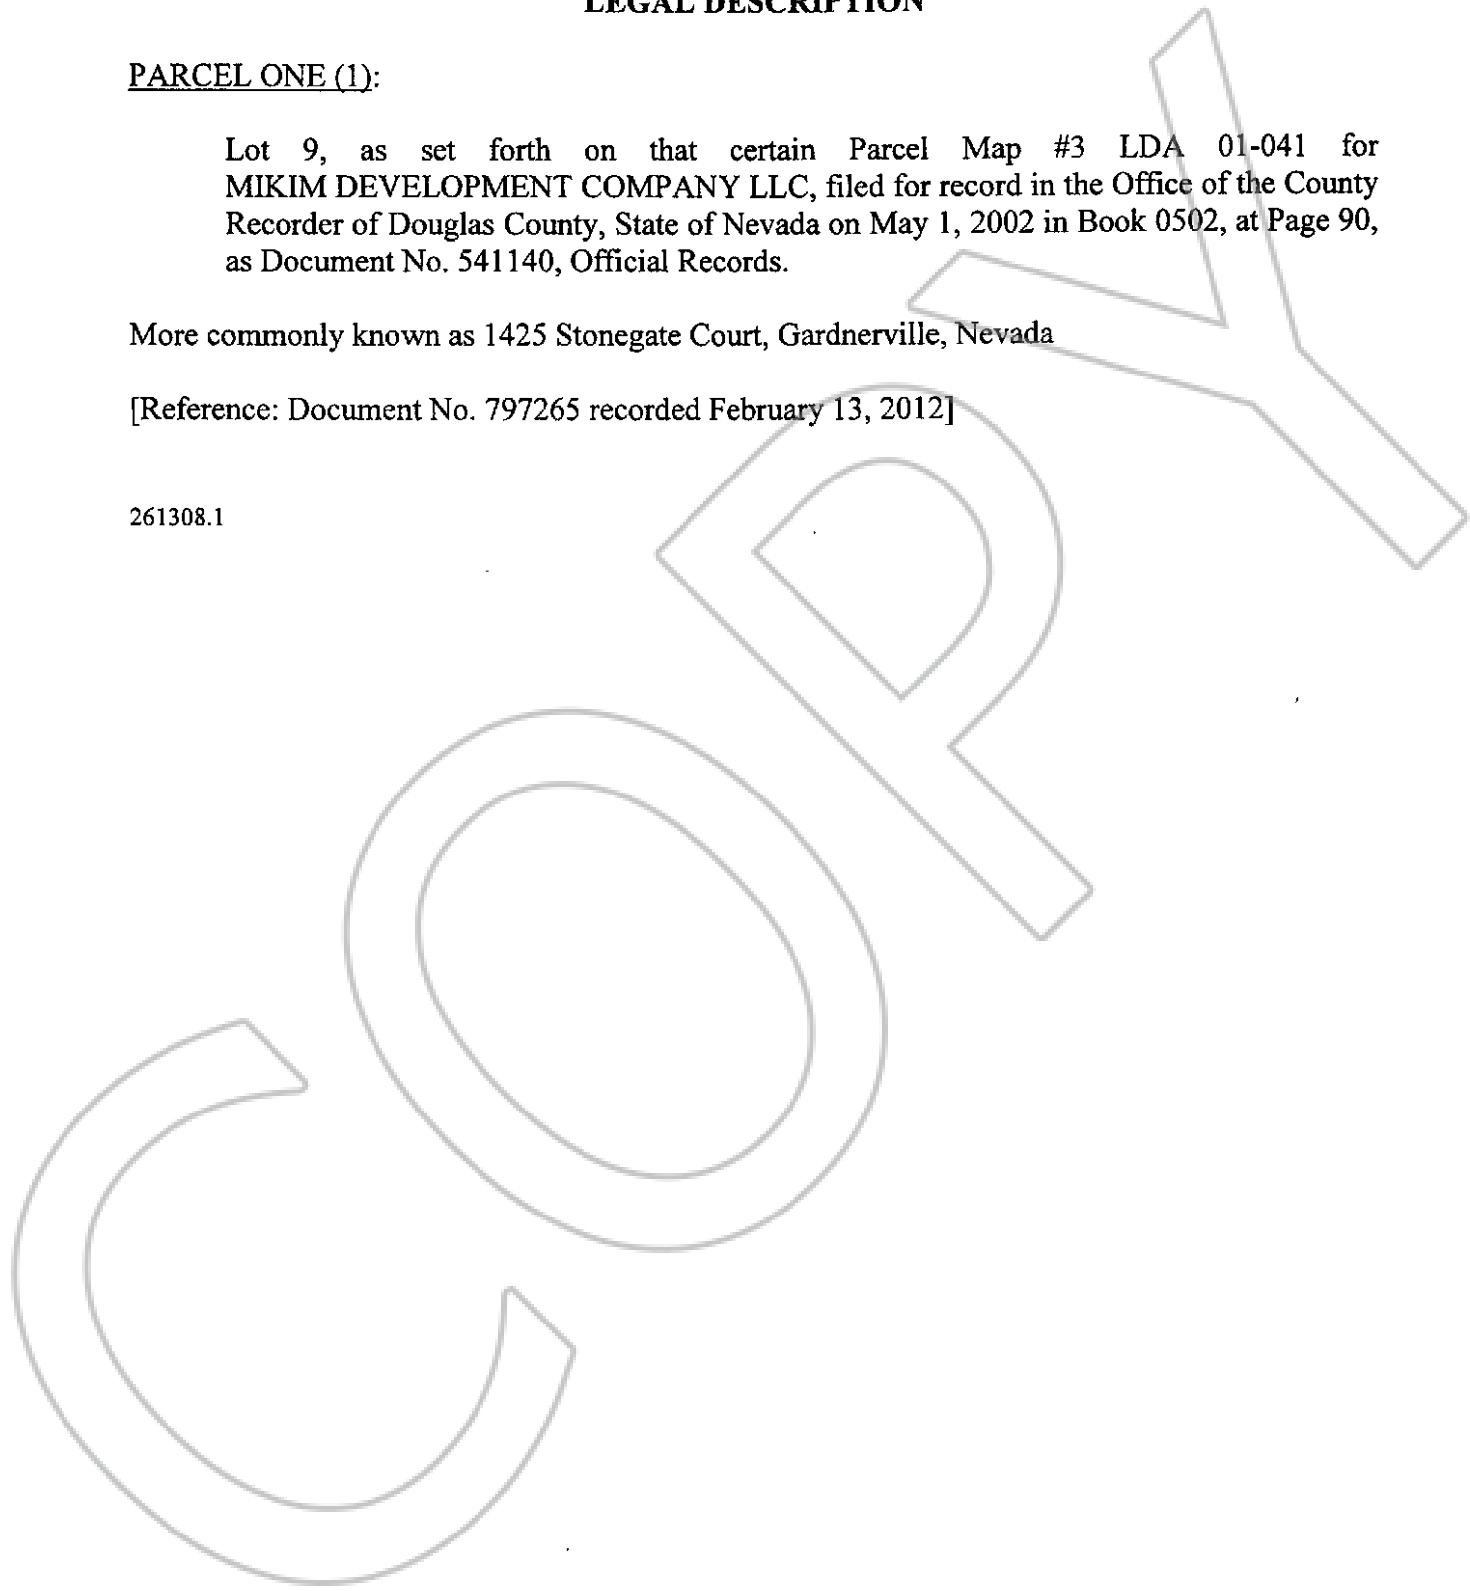 LEGAL DESCRIPTION
PARCEL ONE (1):
Lot 9, as set forth on that certain Parcel Map #3 LDA 01-041 for
MIKIM DEVELOPMENT COMPANY LLC, filed for record in the Office of the County
Recorder of Douglas County, State of Nevada on May 1, 2002 in Book 0502, at Page 90,
as Document No. 541140, Official Records.
More commonly known as 1425 Stonegate Court, Gardnerville, Nevada
[Reference: Document No. 797265 recorded February 13, 2012]
261308.1
COPY